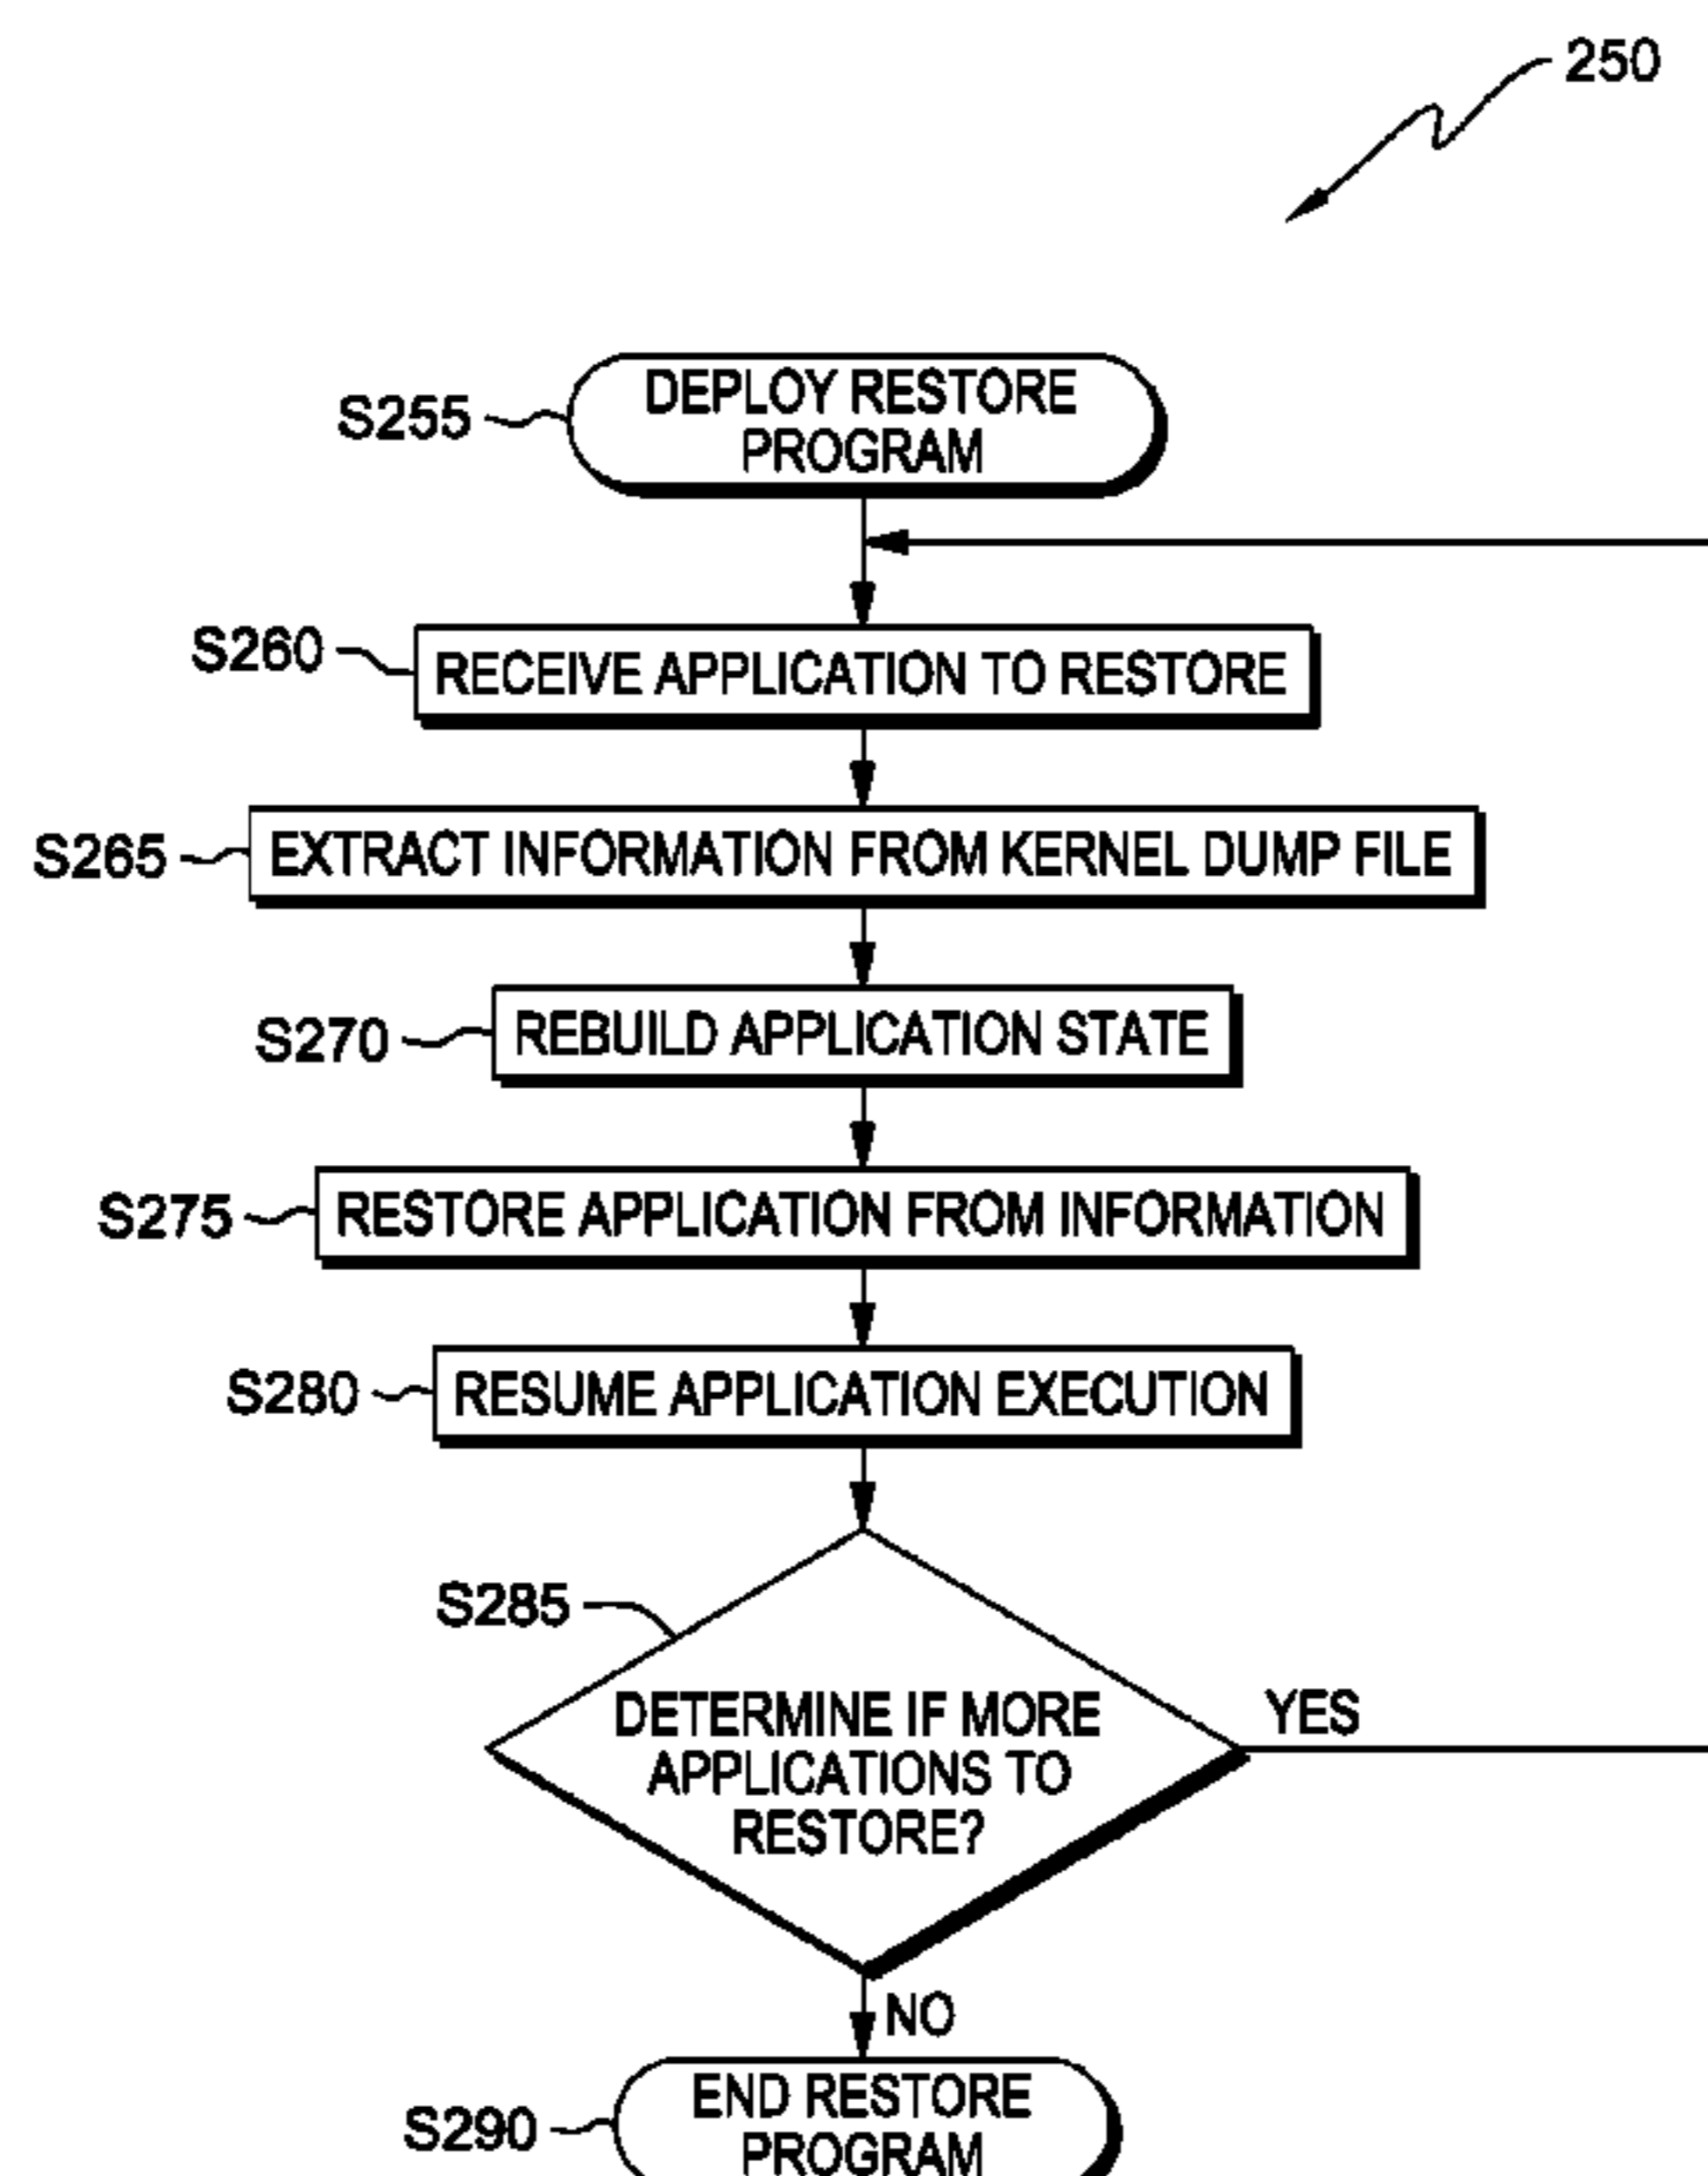 250
S255
DEPLOY RESTORE
PROGRAM
S260
RECEIVE APPLICATION TO RESTORE
S265
EXTRACT INFORMATION FROM KERNEL DUMP FILE
S270
REBUILD APPLICATION STATE
S275
RESTORE APPLICATION FROM INFORMATION
S280
RESUME APPLICATION EXECUTION
S285
DETERMINE IF MORE
APPLICATIONS TO
RESTORE?
YES
NO
S290
END RESTORE
PROGRAM